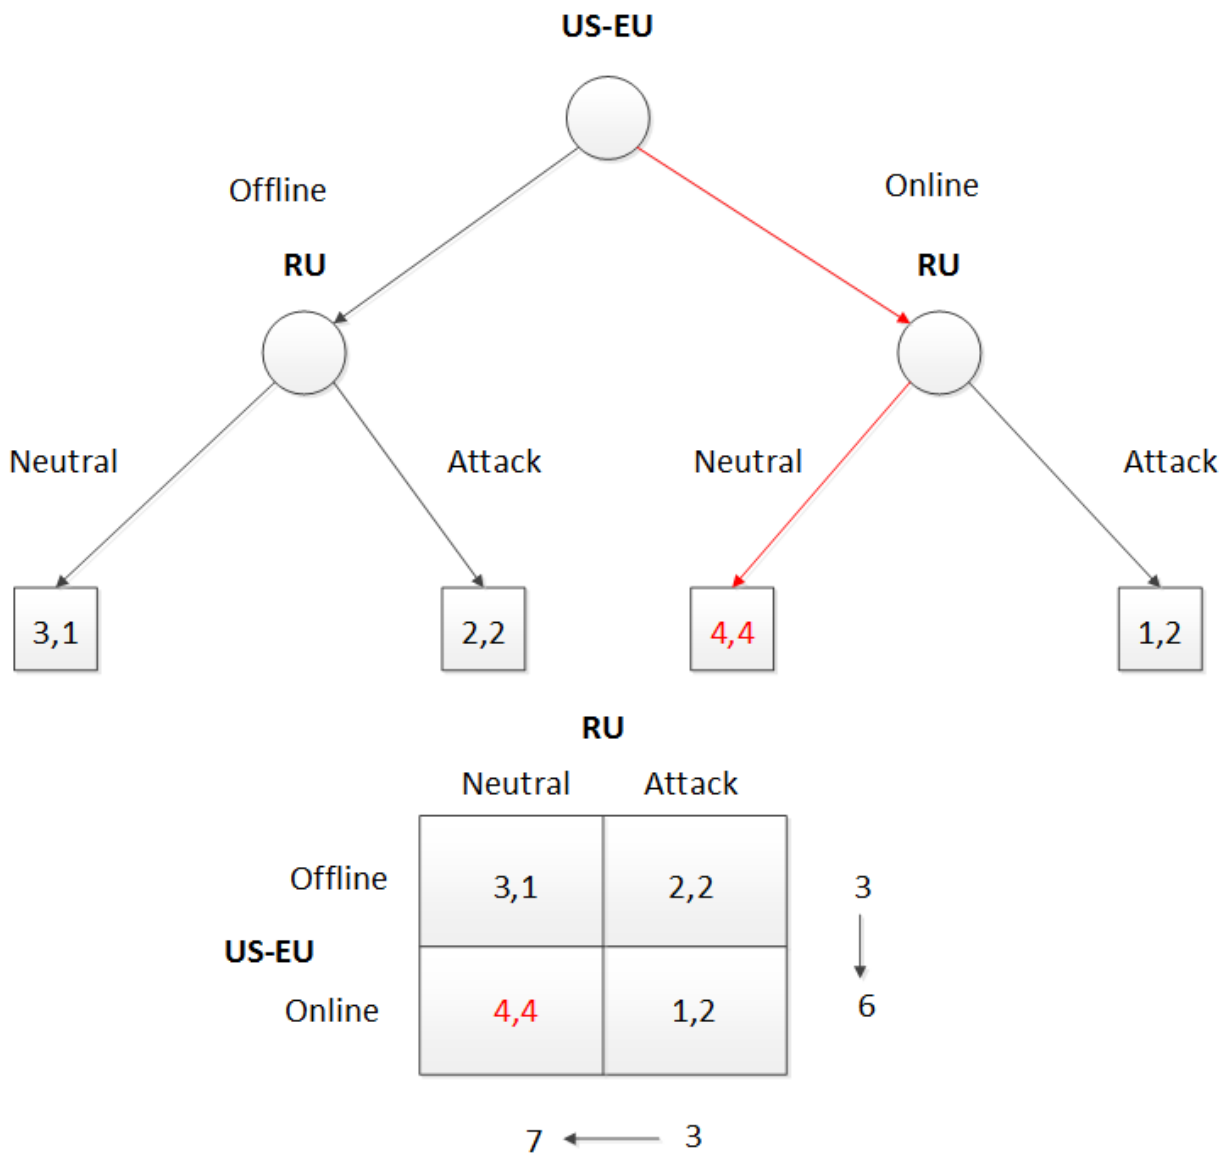 US-EU
Offline
Online
RU
RU
Neutral
Attack
Neutral
Attack
3,1
2,2
4,4
1,2
RU
Neutral
Attack
Offline
3,1
2,2
3
US-EU
Online
4,4
1,2
6
7
3